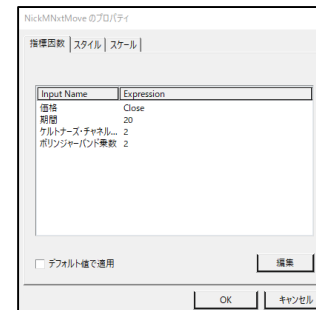 NickMNxtMove のプロパティ
指標因数 スタイル スケール
Input Name Expression
価格 Close
期間 20
ケルトナーズ・チャネル... 2
ボリンジャーバンド乗数 2
デフォルト値で適用
編集
OK キャンセル